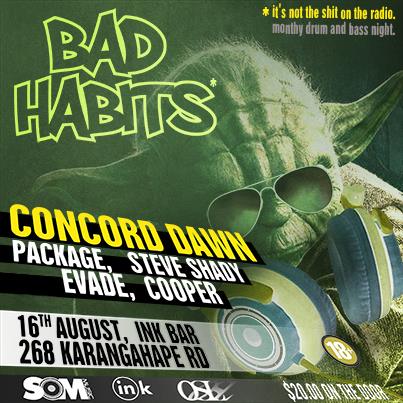 * it's not the shit on the radio.
monthy drum and bass night.
BAD
HABITS*
CONCORD DAWN
PACKAGE, STEVE SHADY
EVADE, COOPER
16TH AUGUST, INK BAR
268 KARANGAHAPE RD
18
SOM
ink
$20.00 ON THE DOOR